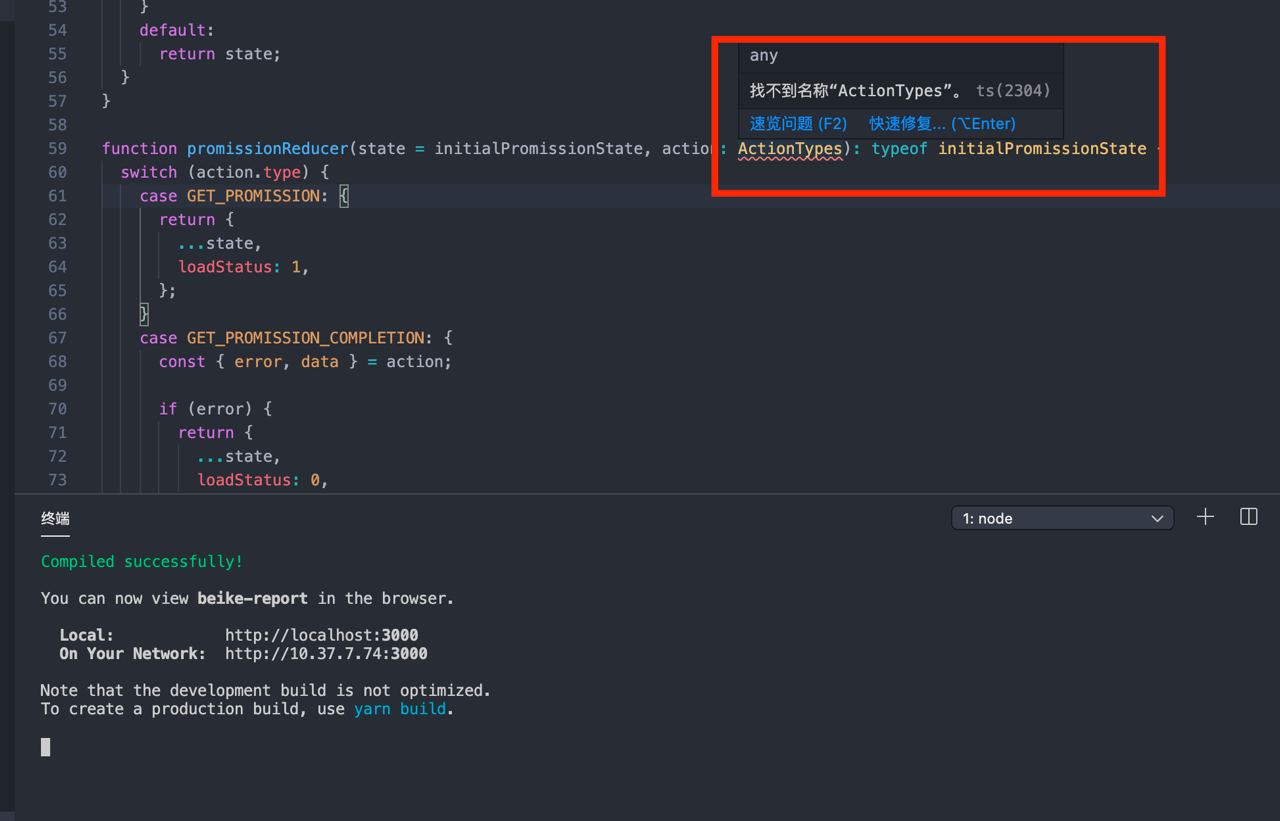 53 }
54 default:
55 return state;
56 }
57 }
58
any
找不到名称“ActionTypes”。 ts(2304)
速览问题 (F2) 快速修复... (⌥Enter)
59 function promissionReducer(state = initialPromissionState, action: ActionTypes): typeof initialPromissionState {
60 switch (action.type) {
61 case GET_PROMISSION: {
62 return {
63 ...state,
64 loadStatus: 1,
65 };
66 }
67 case GET_PROMISSION_COMPLETION: {
68 const { error, data } = action;
69
70 if (error) {
71 return {
72 ...state,
73 loadStatus: 0,
终端
1: node
Compiled successfully!
You can now view beike-report in the browser.
Local: http://localhost:3000
On Your Network: http://10.37.7.74:3000
Note that the development build is not optimized.
To create a production build, use yarn build.